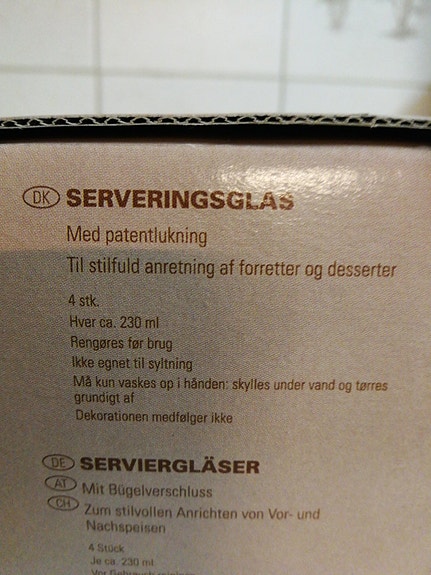 DK SERVERINGSGLAS
Med patentlukning
Til stilfuld anretning af forretter og desserter
4 stk.
Hver ca. 230 ml
Rengøres før brug
Ikke egnet til syltning
Må kun vaskes op i hånden: skylles under vand og tørres
grundigt af
Dekorationen medfølger ikke
DE SERVIERGLÄSER
AT Mit Bügelverschluss
CH Zum stilvollen Anrichten von Vor- und
Nachspeisen
4 Stück
Je ca. 230 ml
Vor Gebrauch reinigen